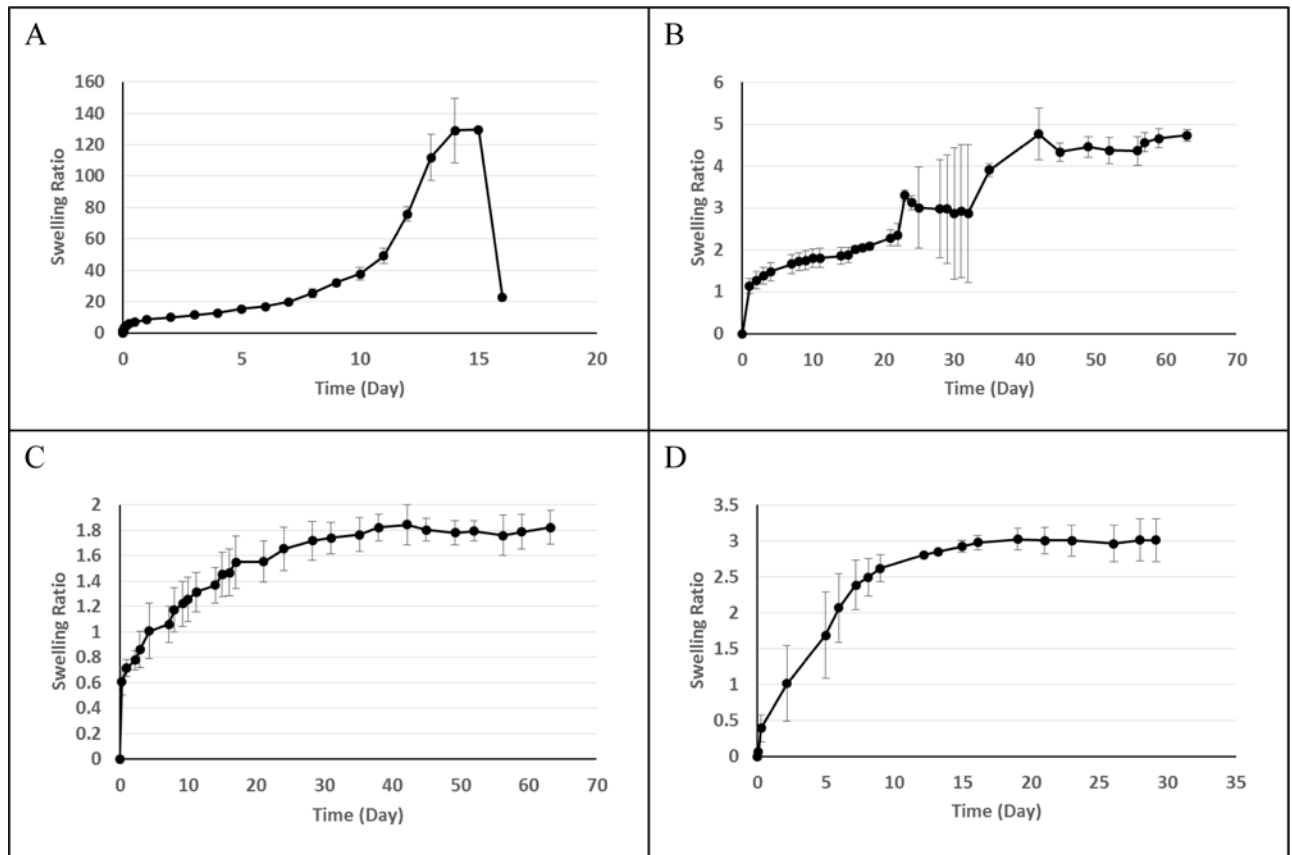 A
160
140
120
100
80
60
40
20
0
0 5 10 15 20
Swelling Ratio
Time (Day)
B
6
5
4
3
2
1
0
0 10 20 30 40 50 60 70
Swelling Ratio
Time (Day)
C
2
1.8
1.6
1.4
1.2
1
0.8
0.6
0.4
0.2
0
0 10 20 30 40 50 60 70
Swelling Ratio
Time (Day)
D
3.5
3
2.5
2
1.5
1
0.5
0
0 5 10 15 20 25 30 35
Swelling Ratio
Time (Day)